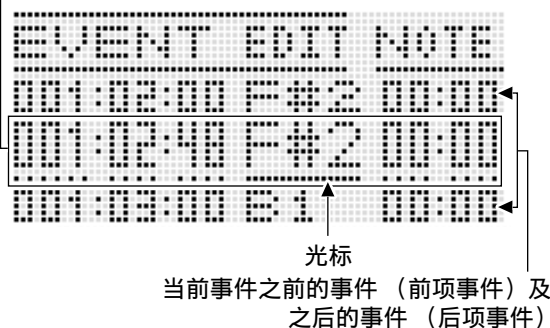 EVENT EDIT NOTE
001:02:00 F#2 00:00
001:02:48 F#2 00:00
001:03:00 B1 00:00
光标
当前事件之前的事件 （前项事件）及
之后的事件 （后项事件）